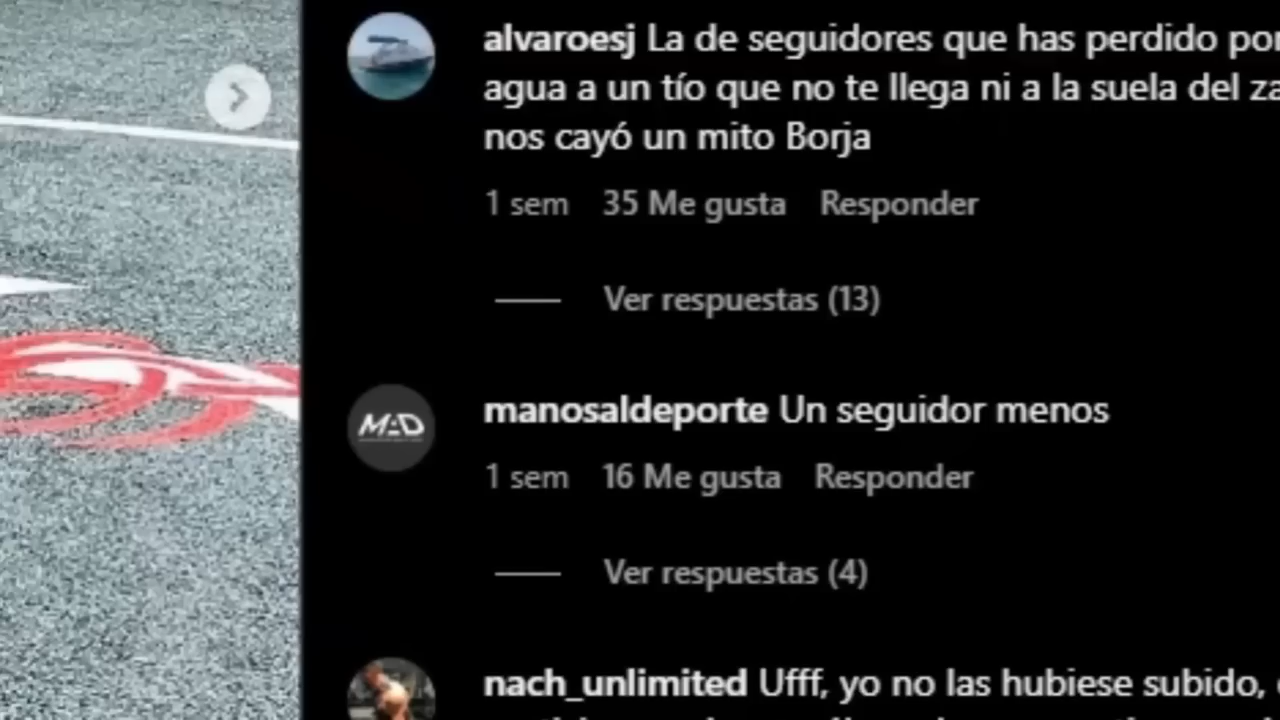 alvaroesj La de seguidores que has perdido por
agua a un tío que no te llega ni a la suela del
nos cayó un mito Borja
1 sem 35 Me gusta Responder
Ver respuestas (13)
MAD
manosaldeporte Un seguidor menos
1 sem 16 Me gusta Responder
Ver respuestas (4)
nach_unlimited Ufff, yo no las hubiese subido,